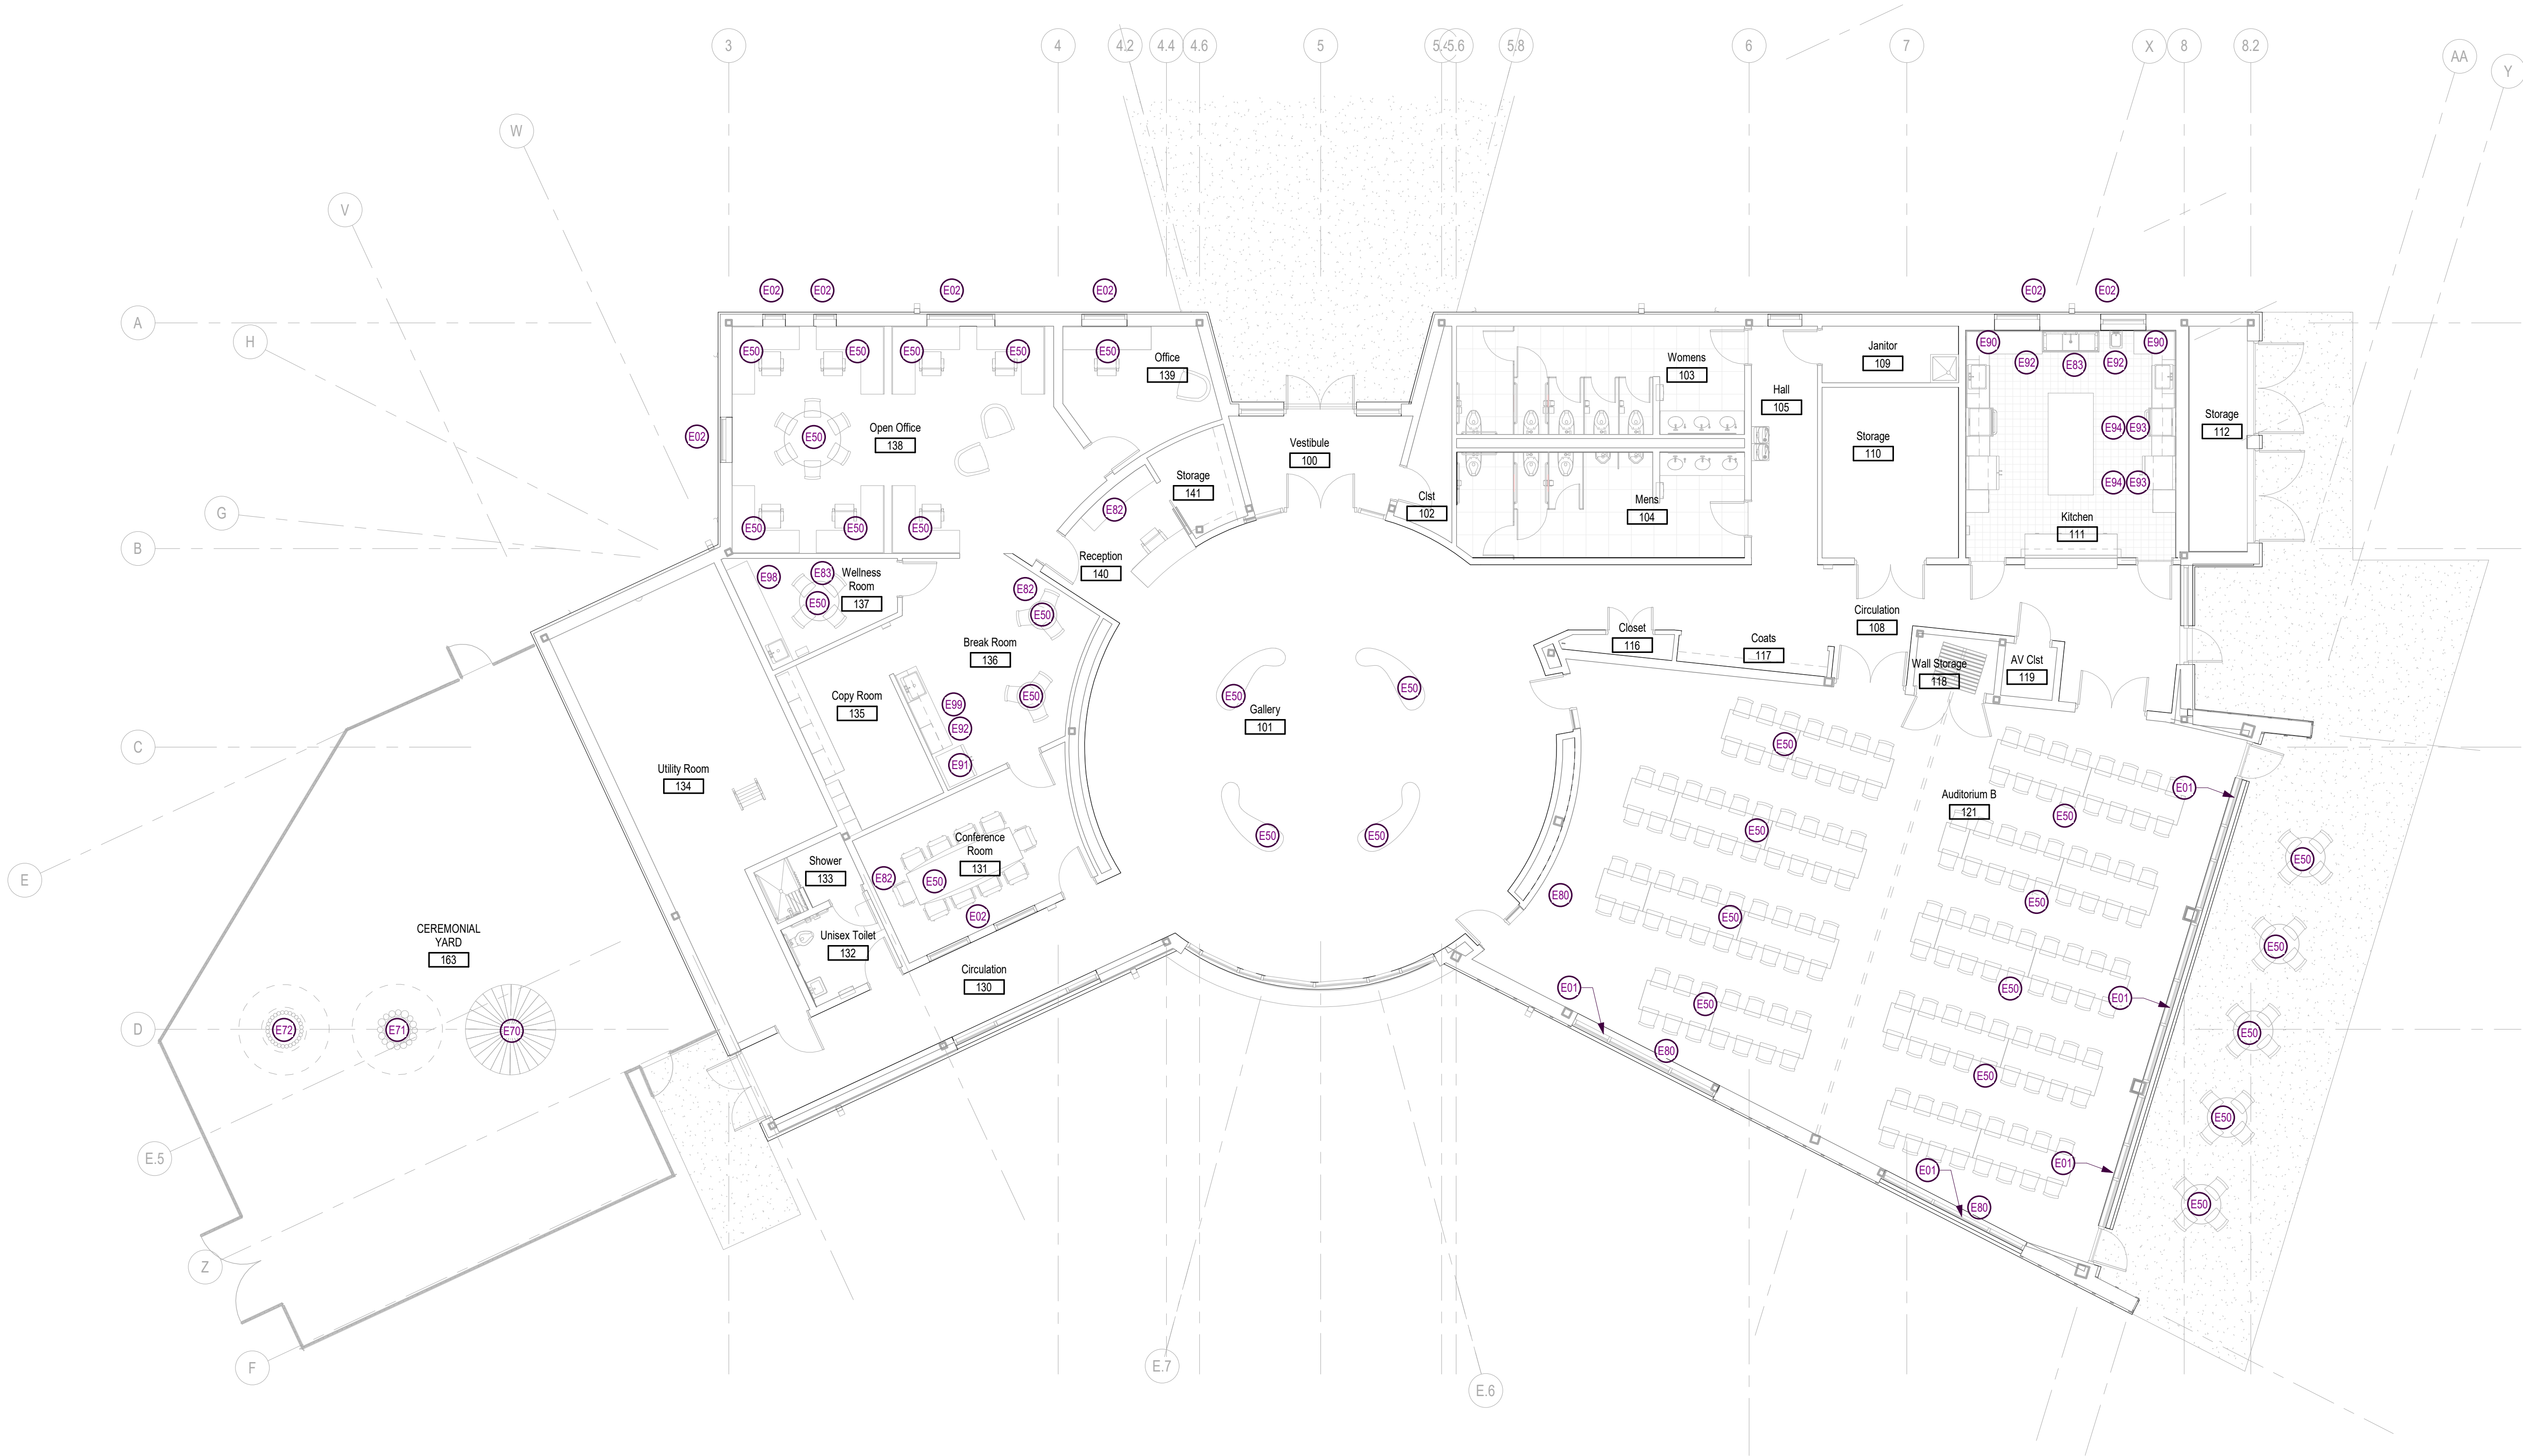 3
4
4.2
4.4
4.6
5
5.6
5.8
6
7
X
8
8.2
AA
Y
W
V
A
H
G
B
C
E
D
E.5
Z
F
E.7
E.6
E02
E02
E02
E02
E02
E02
E02
E50
E50
E50
E50
E50
Office
139
Open Office
138
E50
E50
E50
E50
Storage
141
E82
Reception
140
Vestibule
100
Clst
102
Womens
103
Mens
104
Hall
105
Janitor
109
Storage
110
E90
E92
E83
E92
E90
E94
E93
E94
E93
Kitchen
111
Storage
112
E98
E83
E50
Wellness
Room
137
E82
E50
Break Room
136
E50
Copy Room
135
E99
E92
E91
Utility Room
134
Circulation
108
Closet
116
Coats
117
Wall Storage
118
AV Clst
119
E50
E50
Gallery
101
E50
E50
Shower
133
E82
E50
Conference
Room
131
E02
Unisex Toilet
132
Circulation
130
CEREMONIAL
YARD
163
E72
E71
E70
E50
E50
E50
E50
Auditorium B
121
E50
E50
E50
E50
E01
E01
E01
E80
E01
E80
E01
E80
E50
E50
E50
E50
E50